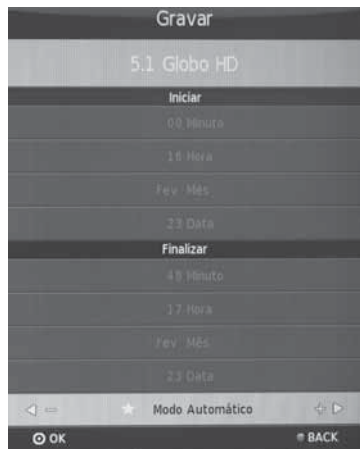 Gravar
5.1 Globo HD
Iniciar
00 Minuto
16 Hora
Fev Mês
23 Data
Finalizar
48 Minuto
17 Hora
Fev Mês
23 Data
Modo Automático
OK BACK